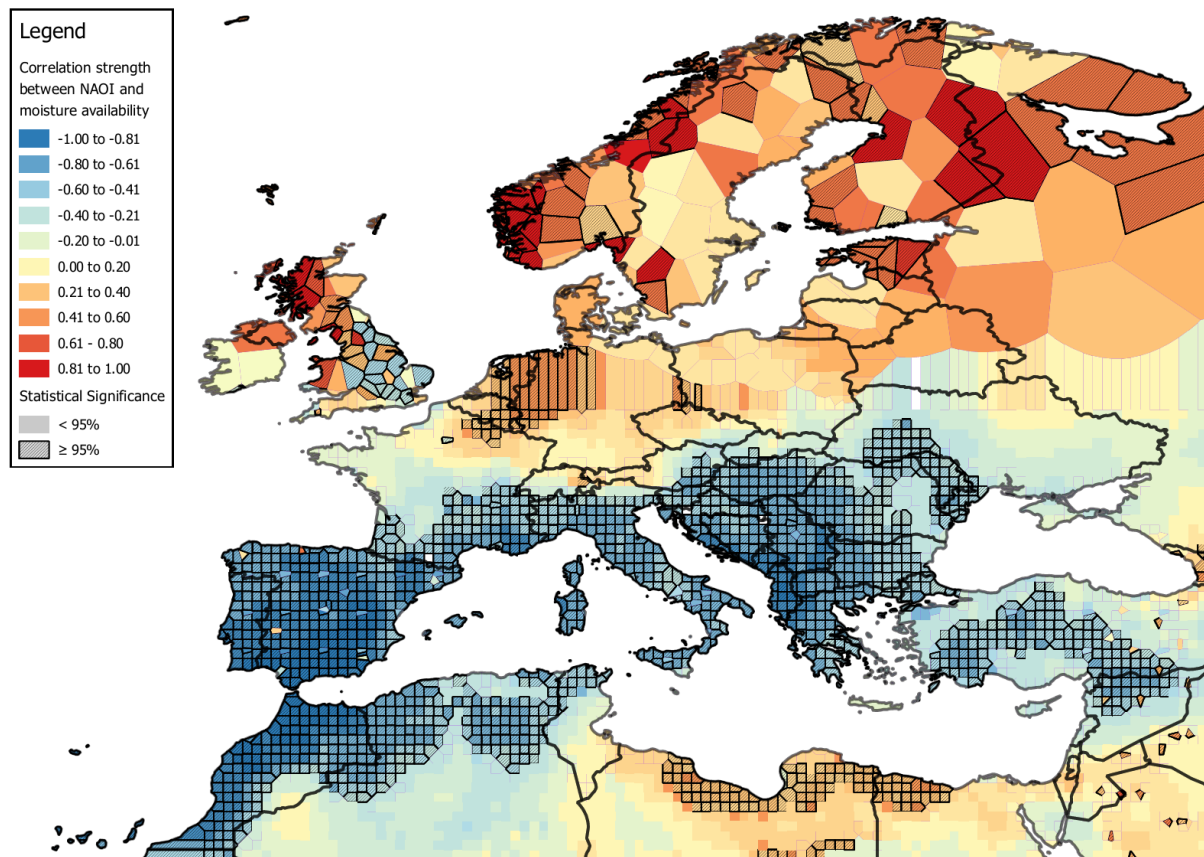 Legend
Correlation strength
between NAOI and
moisture availability
-1.00 to -0.81
-0.80 to -0.61
-0.60 to -0.41
-0.40 to -0.21
-0.20 to -0.01
0.00 to 0.20
0.21 to 0.40
0.41 to 0.60
0.61 - 0.80
0.81 to 1.00
Statistical Significance
< 95%
≥ 95%